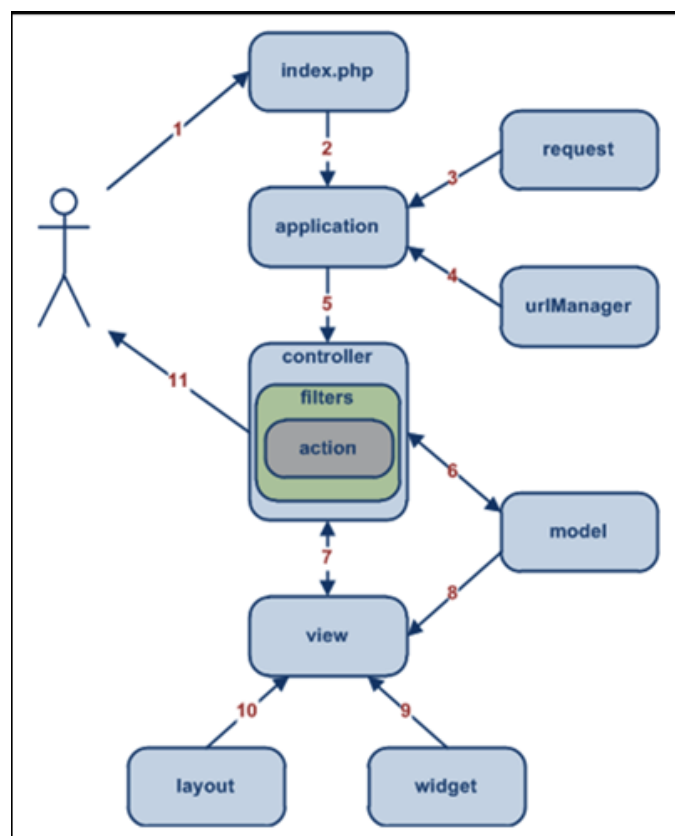 index.php
1
2
request
3
application
4
urlManager
5
controller
filters
11
action
6
model
7
8
view
10
9
layout
widget